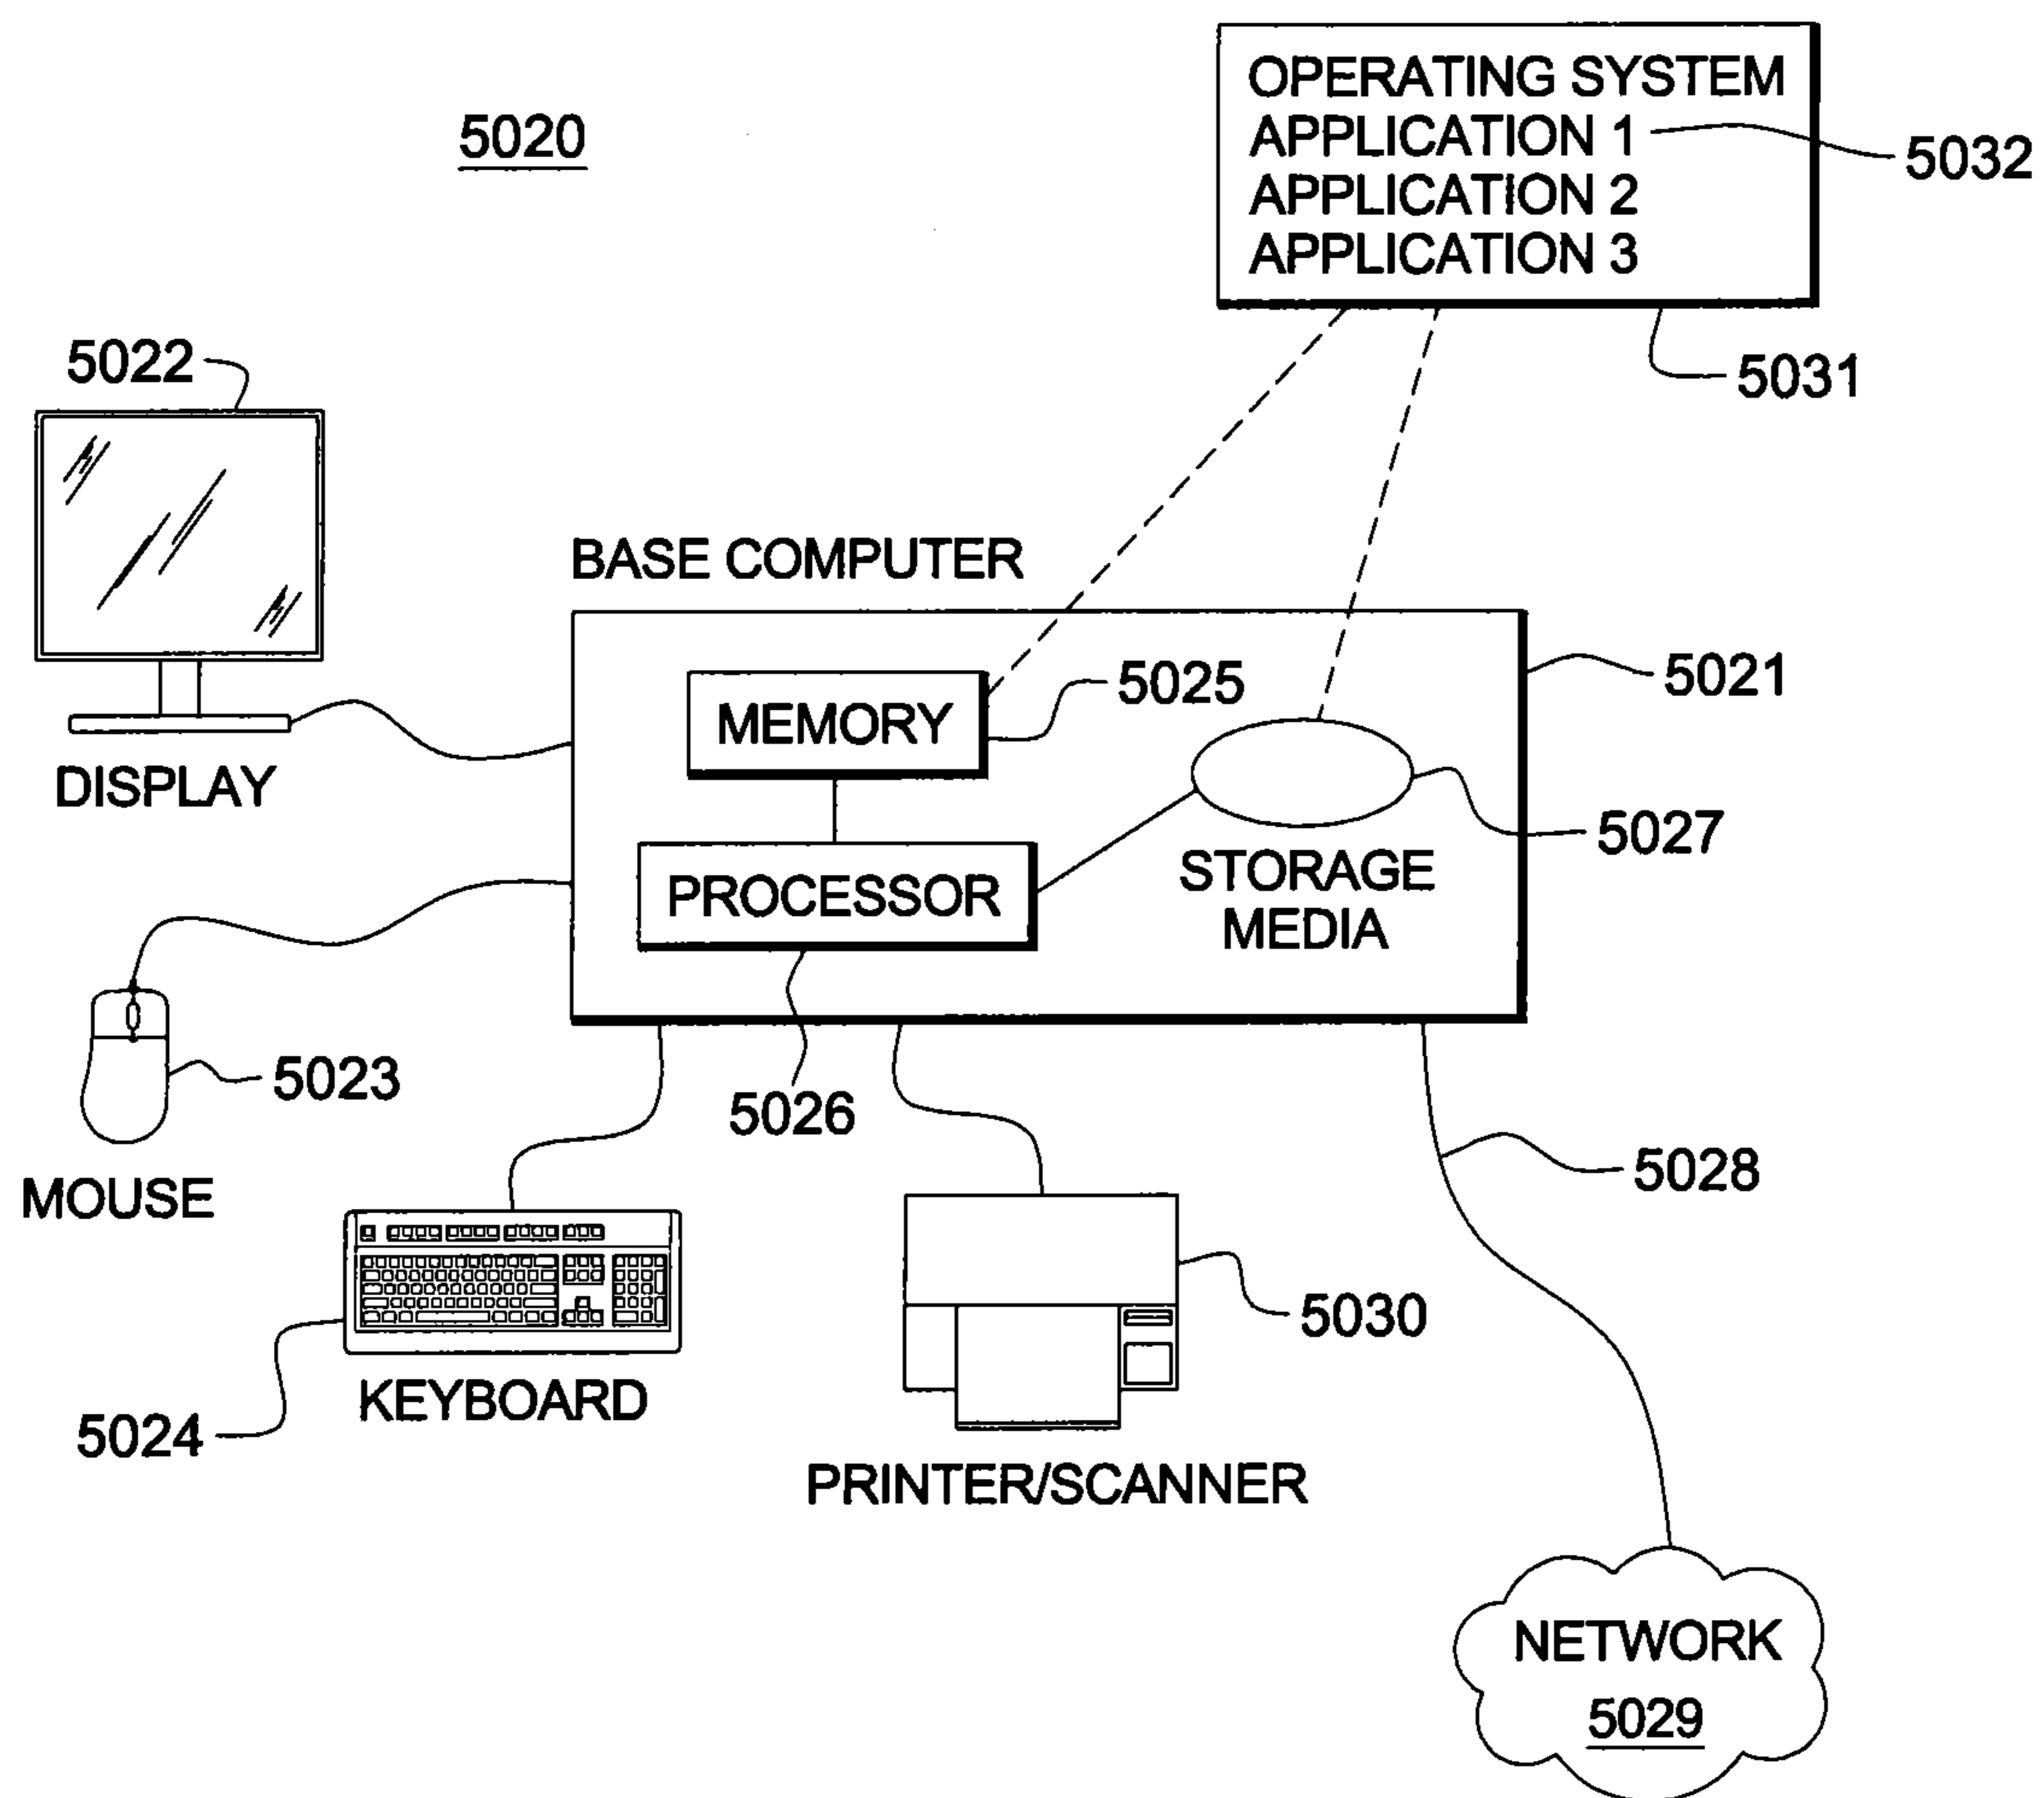 5020
OPERATING SYSTEM
APPLICATION 1
APPLICATION 2
APPLICATION 3
5032
5031
5022
DISPLAY
BASE COMPUTER
MEMORY
5025
5021
PROCESSOR
5026
STORAGE
MEDIA
5027
5023
MOUSE
5024
KEYBOARD
5030
PRINTER/SCANNER
5028
NETWORK
5029